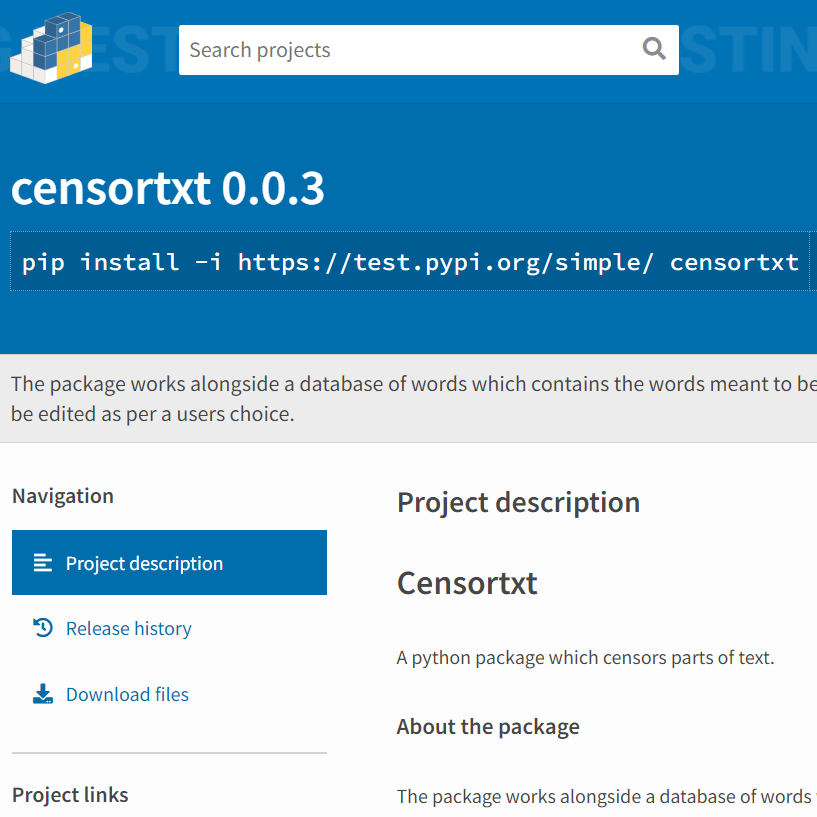 Search projects
censortxt 0.0.3
pip install -i https://test.pypi.org/simple/ censortxt
The package works alongside a database of words which contains the words meant to be
be edited as per a users choice.
Navigation
Project description
Release history
Download files
Project links
Project description
Censortxt
A python package which censors parts of text.
About the package
The package works alongside a database of words